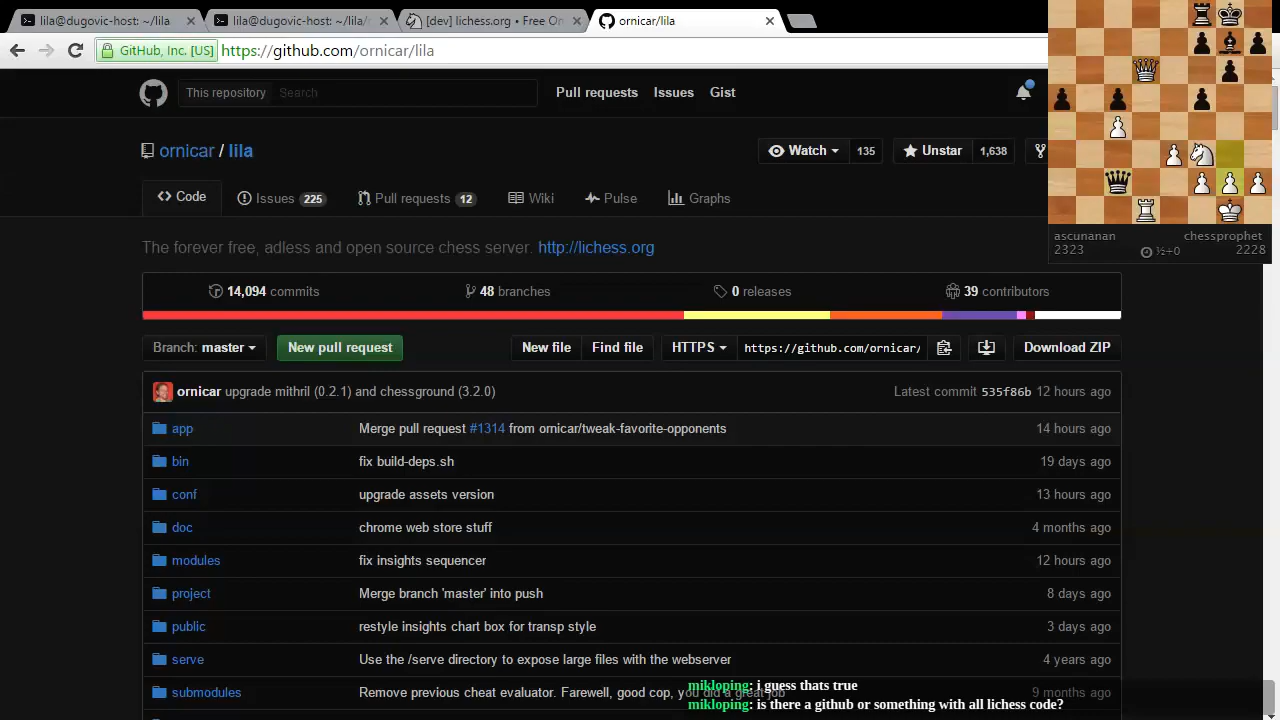 lila@dugovic-host: ~/lila
lila@dugovic-host: ~/lila/
[dev] lichess.org • Free On
ornicar/lila
GitHub, Inc. [US]
https://github.com/ornicar/lila
This repository
Search
Pull requests
Issues
Gist
ornicar / lila
Watch
135
Unstar
1,638
Code
Issues 225
Pull requests 12
Wiki
Pulse
Graphs
ascunanan
chessprophet
2323
½+0
2228
The forever free, adless and open source chess server. http://lichess.org
14,094 commits
48 branches
0 releases
39 contributors
Branch: master
New pull request
New file
Find file
HTTPS
https://github.com/ornicar/
Download ZIP
ornicar upgrade mithril (0.2.1) and chessground (3.2.0)
Latest commit 535f86b 12 hours ago
app
Merge pull request #1314 from ornicar/tweak-favorite-opponents
14 hours ago
bin
fix build-deps.sh
19 days ago
conf
upgrade assets version
13 hours ago
doc
chrome web store stuff
4 months ago
modules
fix insights sequencer
12 hours ago
project
Merge branch 'master' into push
8 days ago
public
restyle insights chart box for transp style
3 days ago
serve
Use the /serve directory to expose large files with the webserver
4 years ago
submodules
Remove previous cheat evaluator. Farewell, good cop, you did a great job
9 months ago
mikloping: i guess thats true
mikloping: is there a github or something with all lichess code?